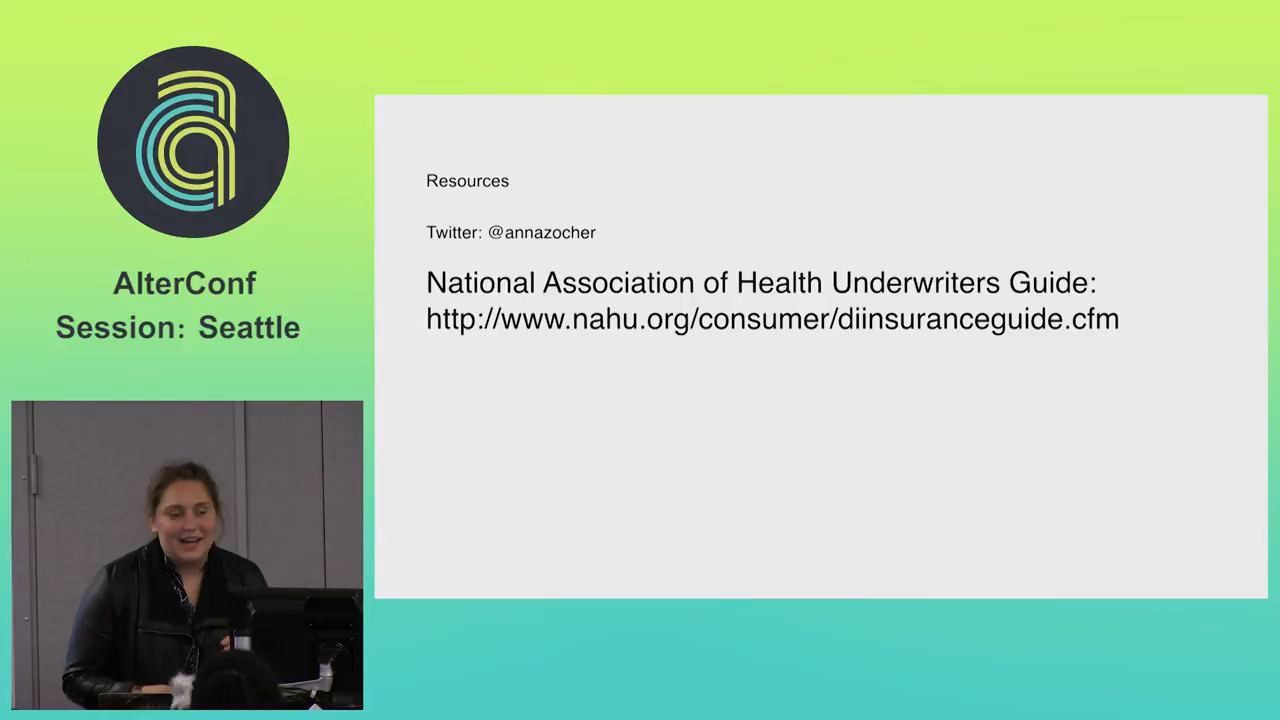 AlterConf
Session: Seattle
Resources
Twitter: @annazocher
National Association of Health Underwriters Guide:
http://www.nahu.org/consumer/diinsuranceguide.cfm